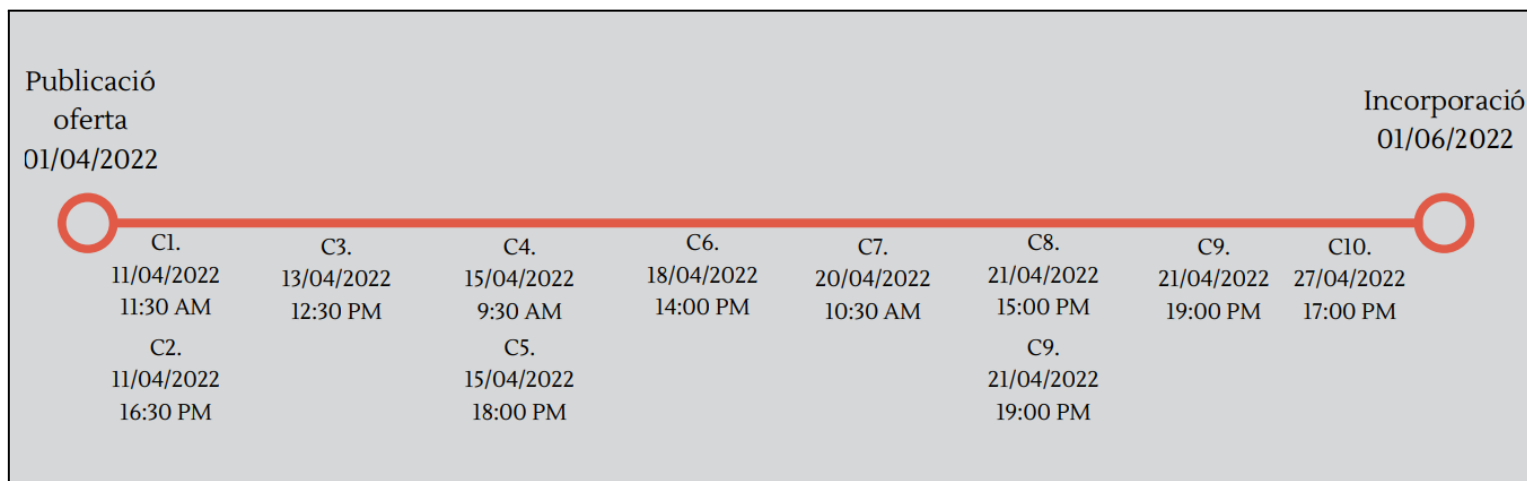 Publicació
oferta
01/04/2022
Incorporació
01/06/2022
C1.
11/04/2022
11:30 AM
C2.
11/04/2022
16:30 PM
C3.
13/04/2022
12:30 PM
C4.
15/04/2022
9:30 AM
C5.
15/04/2022
18:00 PM
C6.
18/04/2022
14:00 PM
C7.
20/04/2022
10:30 AM
C8.
21/04/2022
15:00 PM
C9.
21/04/2022
19:00 PM
C9.
21/04/2022
19:00 PM
C10.
27/04/2022
17:00 PM